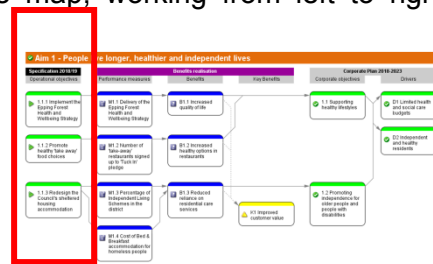 map, working from left to
Aim 1 - People live longer, healthier and independent lives
Specification 2018/19
Benefits realisation
Corporate Plan 2018-2023
Operational objectives
Performance measures
Benefits
Key Benefits
Corporate objectives
Drivers
1.1.1 Implement the
Epping Forest
Health and
Wellbeing Strategy
M1.1 Delivery of the
Epping Forest
Health and
Wellbeing Strategy
B1.1 Increased
quality of life
1.1 Supporting
healthy lifestyles
D1 Limited health
and social care
budgets
1.1.2 Promote
healthy 'take away'
food choices
M1.2 Number of
'take-away'
restaurants signed
up to 'Tuck in'
pledge
B1.2 Increased
healthy options in
restaurants
D2 Independent
and healthy
residents
1.1.3 Redesign the
Council's sheltered
housing
accommodation
M1.3 Percentage of
Independent Living
Schemes in the
district
B1.3 Reduced
reliance on
residential care
services
K1 Improved
customer value
1.2 Promoting
independence for
older people and
people with
disabilities
M1.4 Cost of Bed &
Breakfast
accommodation for
homeless people